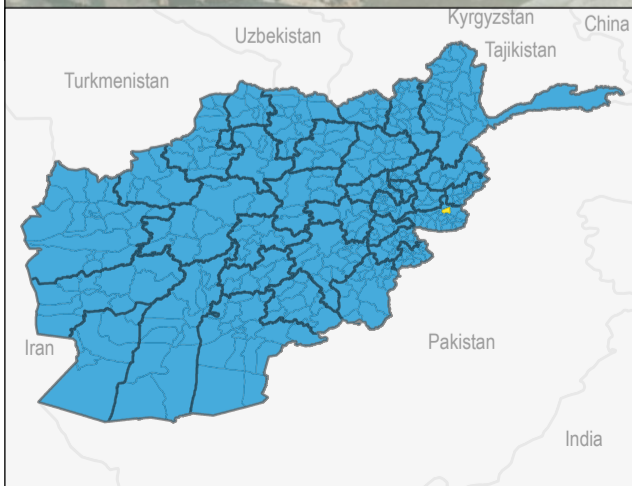 Kyrgyzstan
China
Uzbekistan
Tajikistan
Turkmenistan
Iran
Pakistan
India